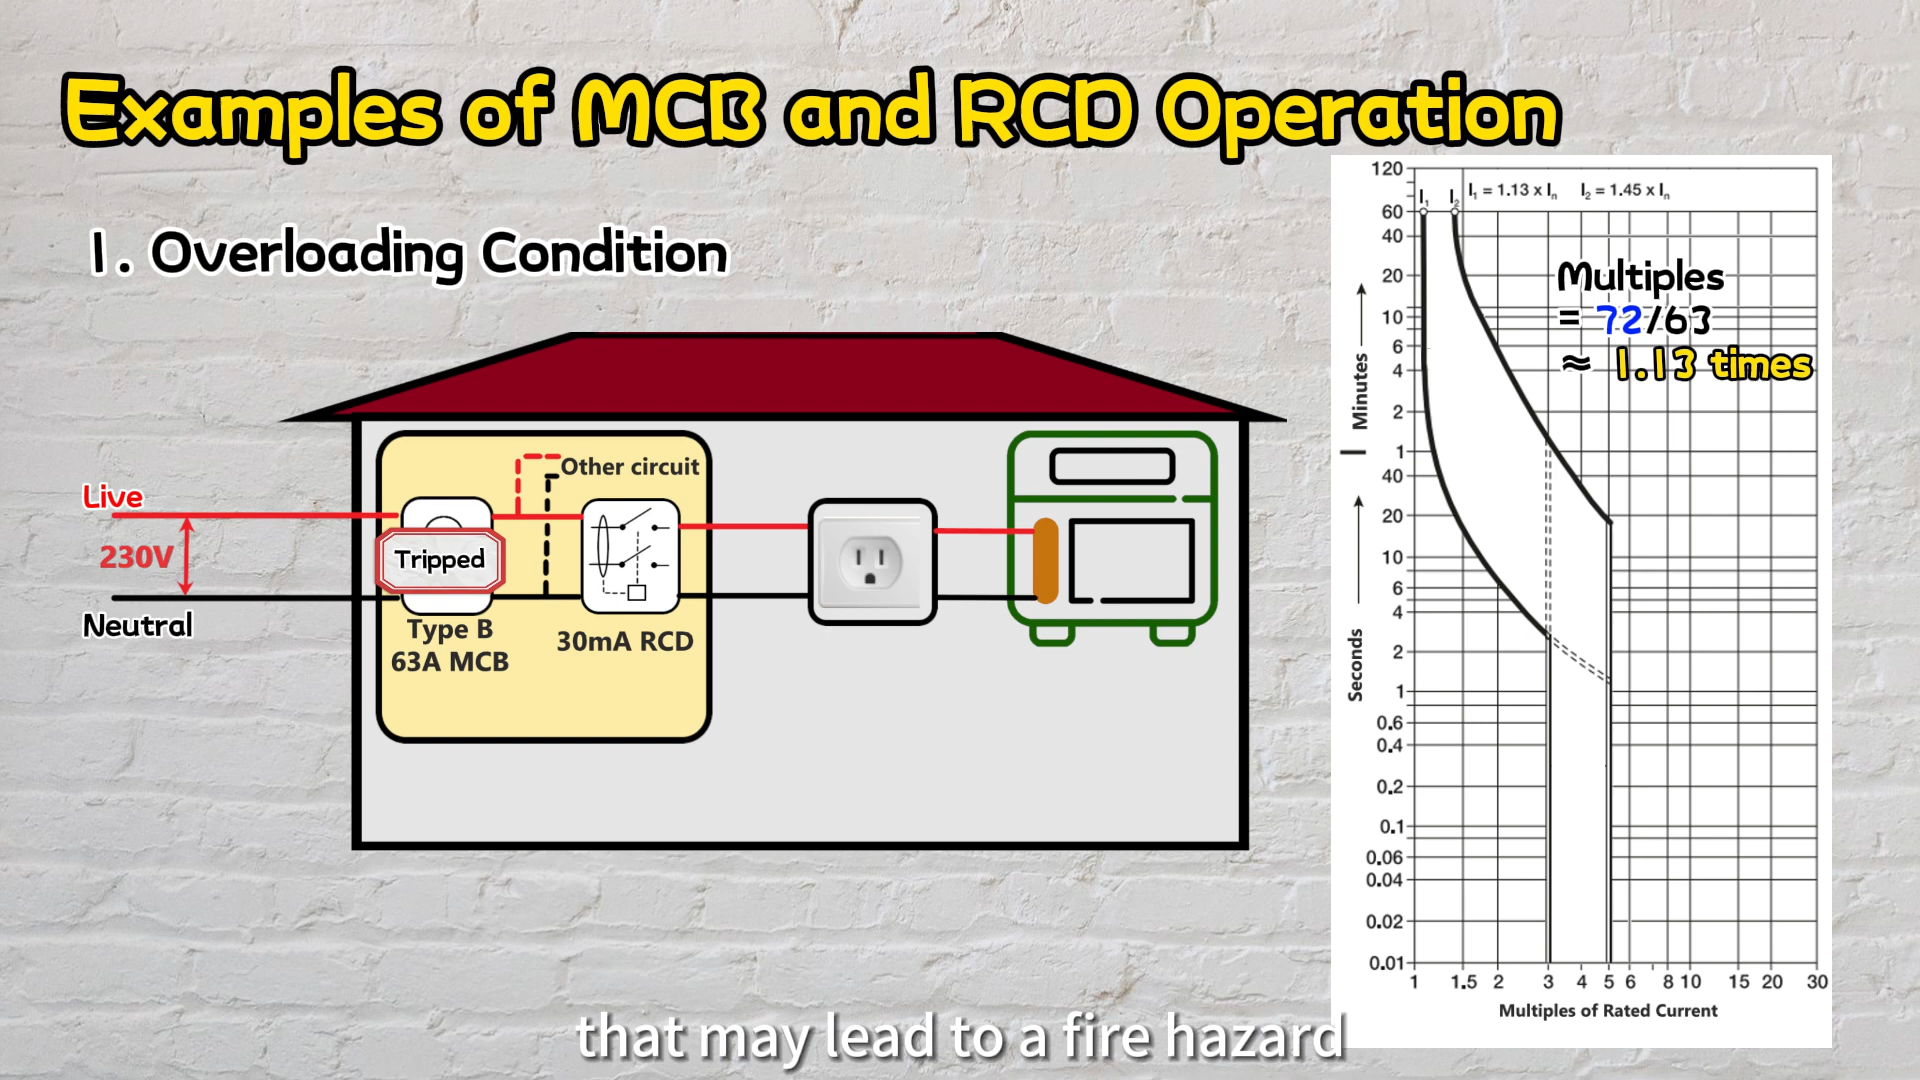 Examples of MCB and RCD Operation
1. Overloading Condition
Live
230V
Neutral
Tripped
Other circuit
Type B
63A MCB
30mA RCD
I₁ I₂ I₁ = 1.13 x Iₙ I₂ = 1.45 x Iₙ
Multiples
= 72/63
≈ 1.13 times
120
60
40
20
10
6
4
2
1
40
20
10
6
4
2
1
0.6
0.4
0.2
0.1
0.06
0.04
0.02
0.01
Minutes
Seconds
1 1.5 2 3 4 5 6 8 10 15 20 30
Multiples of Rated Current
that may lead to a fire hazard